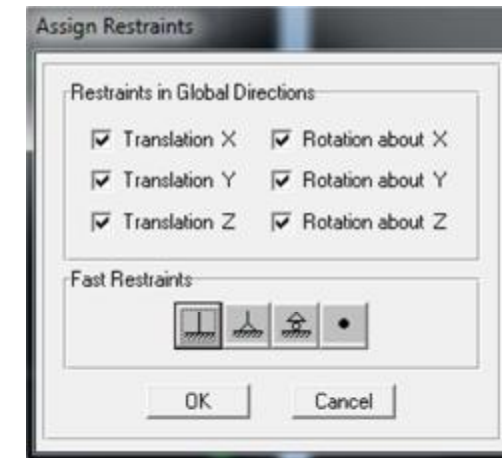 Assign Restraints
Restraints in Global Directions
Translation X Rotation about X
Translation Y Rotation about Y
Translation Z Rotation about Z
Fast Restraints
OK Cancel